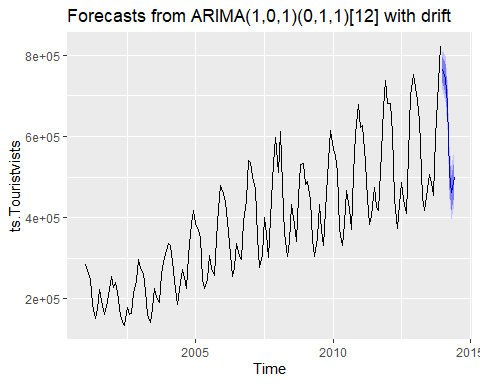 Forecasts from ARIMA(1,0,1)(0,1,1)[12] with drift
8e+05
6e+05
4e+05
2e+05
ts.Touristvists
2005
2010
2015
Time